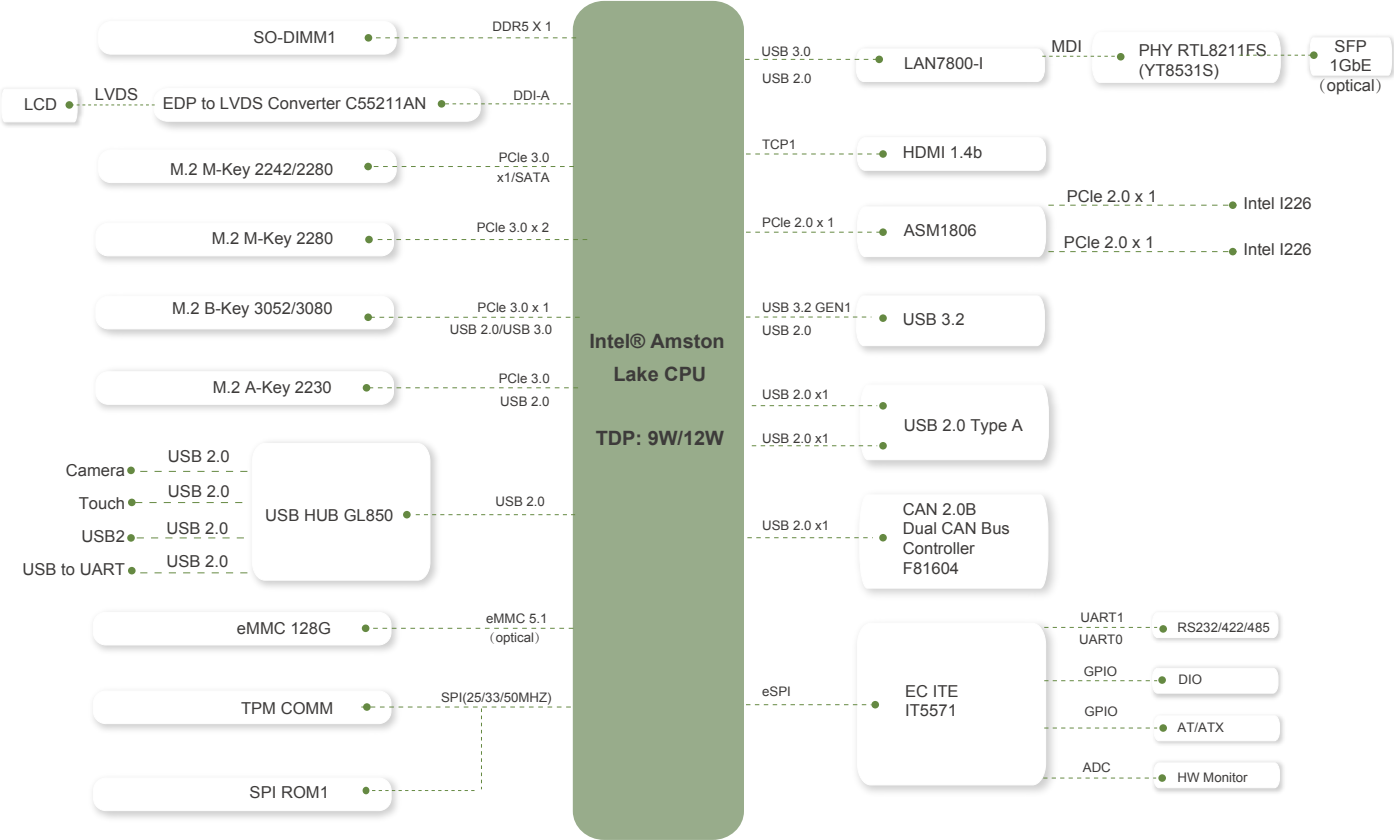 SO-DIMM1
DDR5 X 1
LCD
LVDS
EDP to LVDS Converter C55211AN
DDI-A
M.2 M-Key 2242/2280
PCIe 3.0
x1/SATA
M.2 M-Key 2280
PCIe 3.0 x 2
M.2 B-Key 3052/3080
PCIe 3.0 x 1
USB 2.0/USB 3.0
M.2 A-Key 2230
PCIe 3.0
USB 2.0
Camera
USB 2.0
Touch
USB 2.0
USB2
USB 2.0
USB to UART
USB 2.0
USB HUB GL850
USB 2.0
eMMC 128G
eMMC 5.1
（optical）
TPM COMM
SPI(25/33/50MHZ)
SPI ROM1
Intel® Amston
Lake CPU
TDP: 9W/12W
USB 3.0
USB 2.0
LAN7800-I
MDI
PHY RTL8211FS
(YT8531S)
SFP
1GbE
（optical）
TCP1
HDMI 1.4b
PCIe 2.0 x 1
ASM1806
PCIe 2.0 x 1
Intel I226
PCIe 2.0 x 1
Intel I226
USB 3.2 GEN1
USB 2.0
USB 3.2
USB 2.0 x1
USB 2.0 x1
USB 2.0 Type A
USB 2.0 x1
CAN 2.0B
Dual CAN Bus
Controller
F81604
eSPI
EC ITE
IT5571
UART1
UART0
RS232/422/485
GPIO
DIO
GPIO
AT/ATX
ADC
HW Monitor